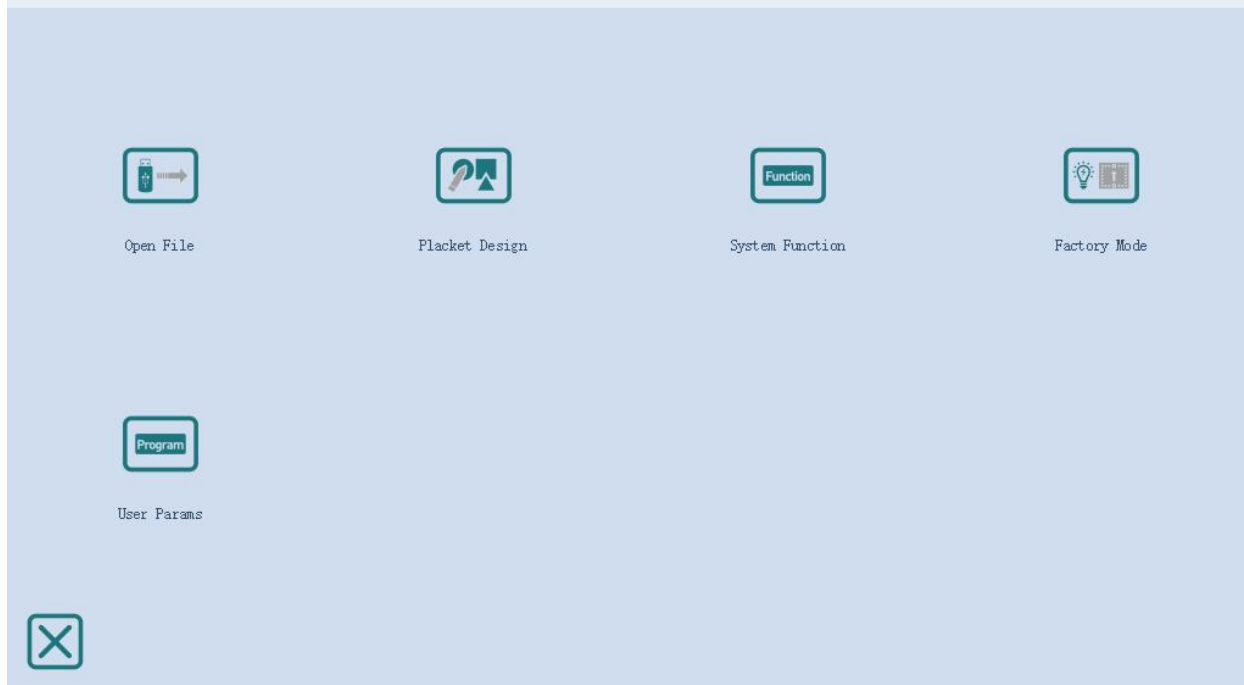 Function
Open File
Placket Design
System Function
Factory Mode
Program
User Params